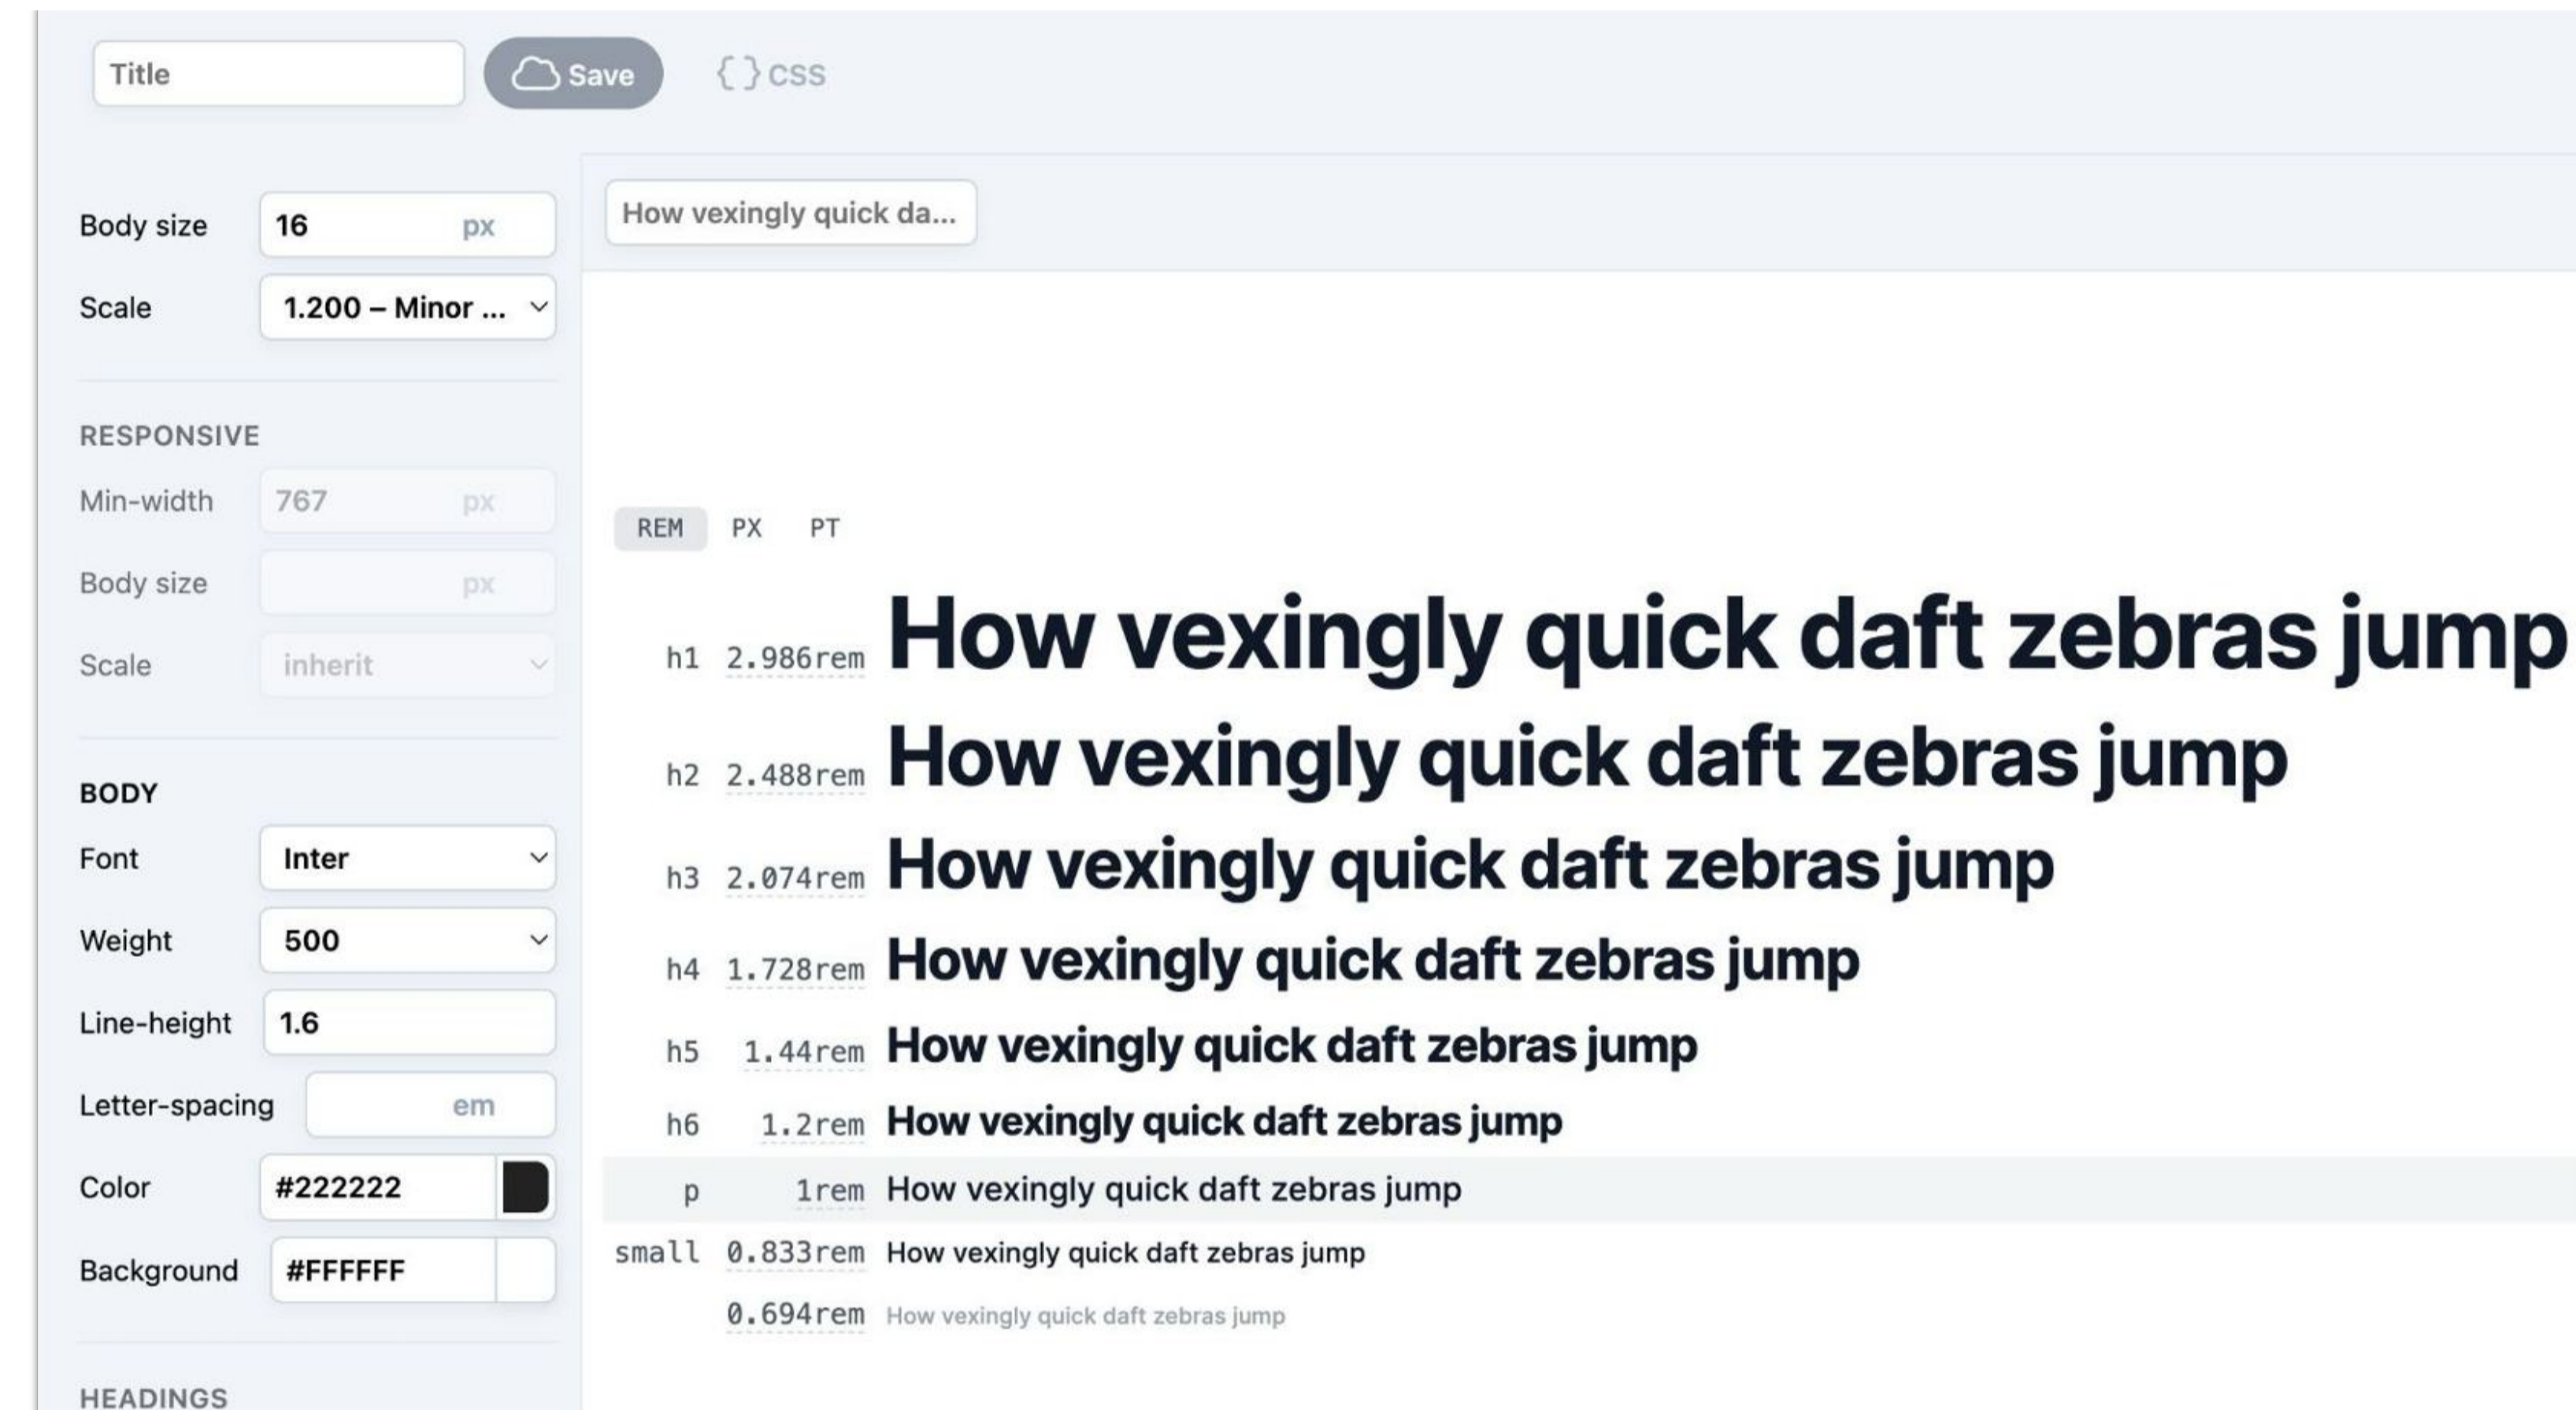 Title
Save
{} CSS
Body size 16 px
Scale 1.200 – Minor ...
RESPONSIVE
Min-width 767 px
Body size px
Scale inherit
BODY
Font Inter
Weight 500
Line-height 1.6
Letter-spacing em
Color #222222
Background #FFFFFF
HEADINGS
How vexingly quick da...
REM PX PT
h1 2.986rem How vexingly quick daft zebras jump
h2 2.488rem How vexingly quick daft zebras jump
h3 2.074rem How vexingly quick daft zebras jump
h4 1.728rem How vexingly quick daft zebras jump
h5 1.44rem How vexingly quick daft zebras jump
h6 1.2rem How vexingly quick daft zebras jump
p 1rem How vexingly quick daft zebras jump
small 0.833rem How vexingly quick daft zebras jump
0.694rem How vexingly quick daft zebras jump